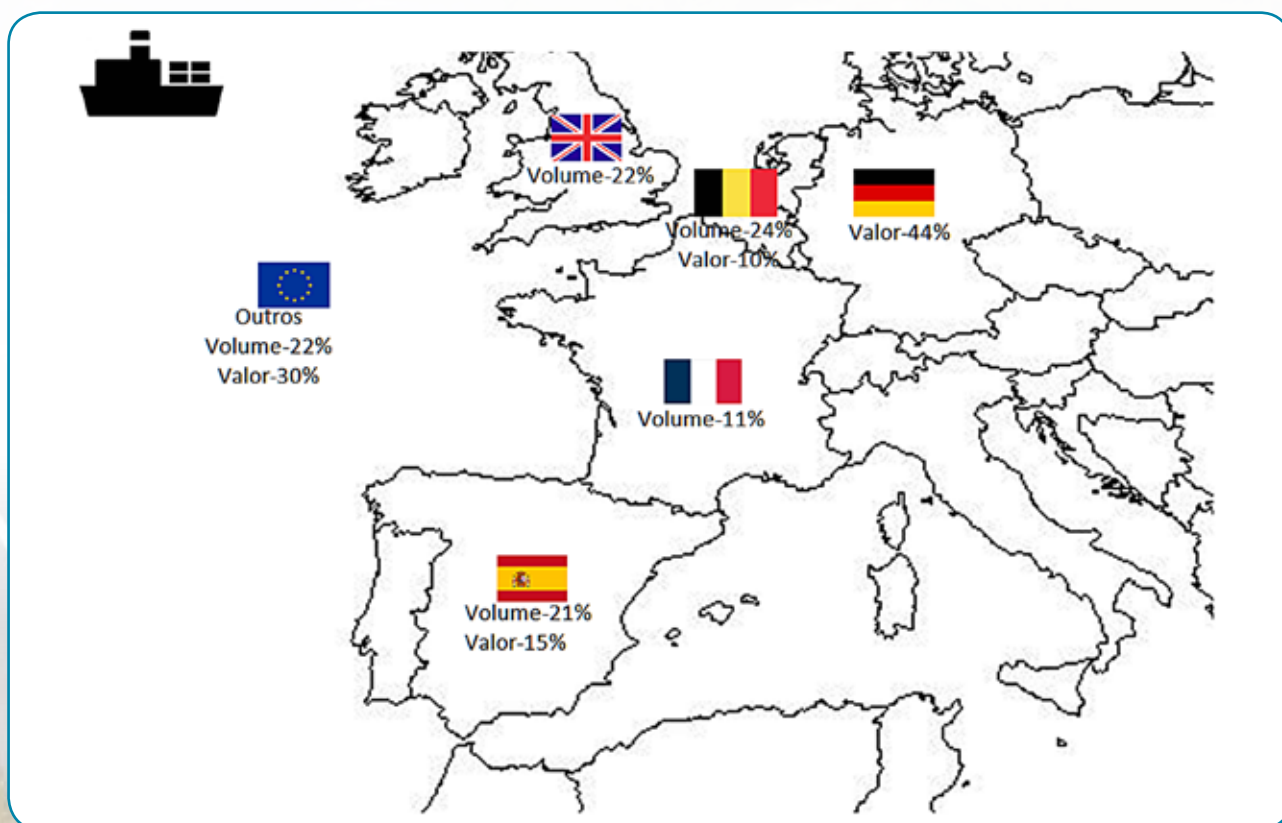 Volume-22%
Volume-24%
Valor-10%
Valor-44%
Outros
Volume-22%
Valor-30%
Volume-11%
Volume-21%
Valor-15%